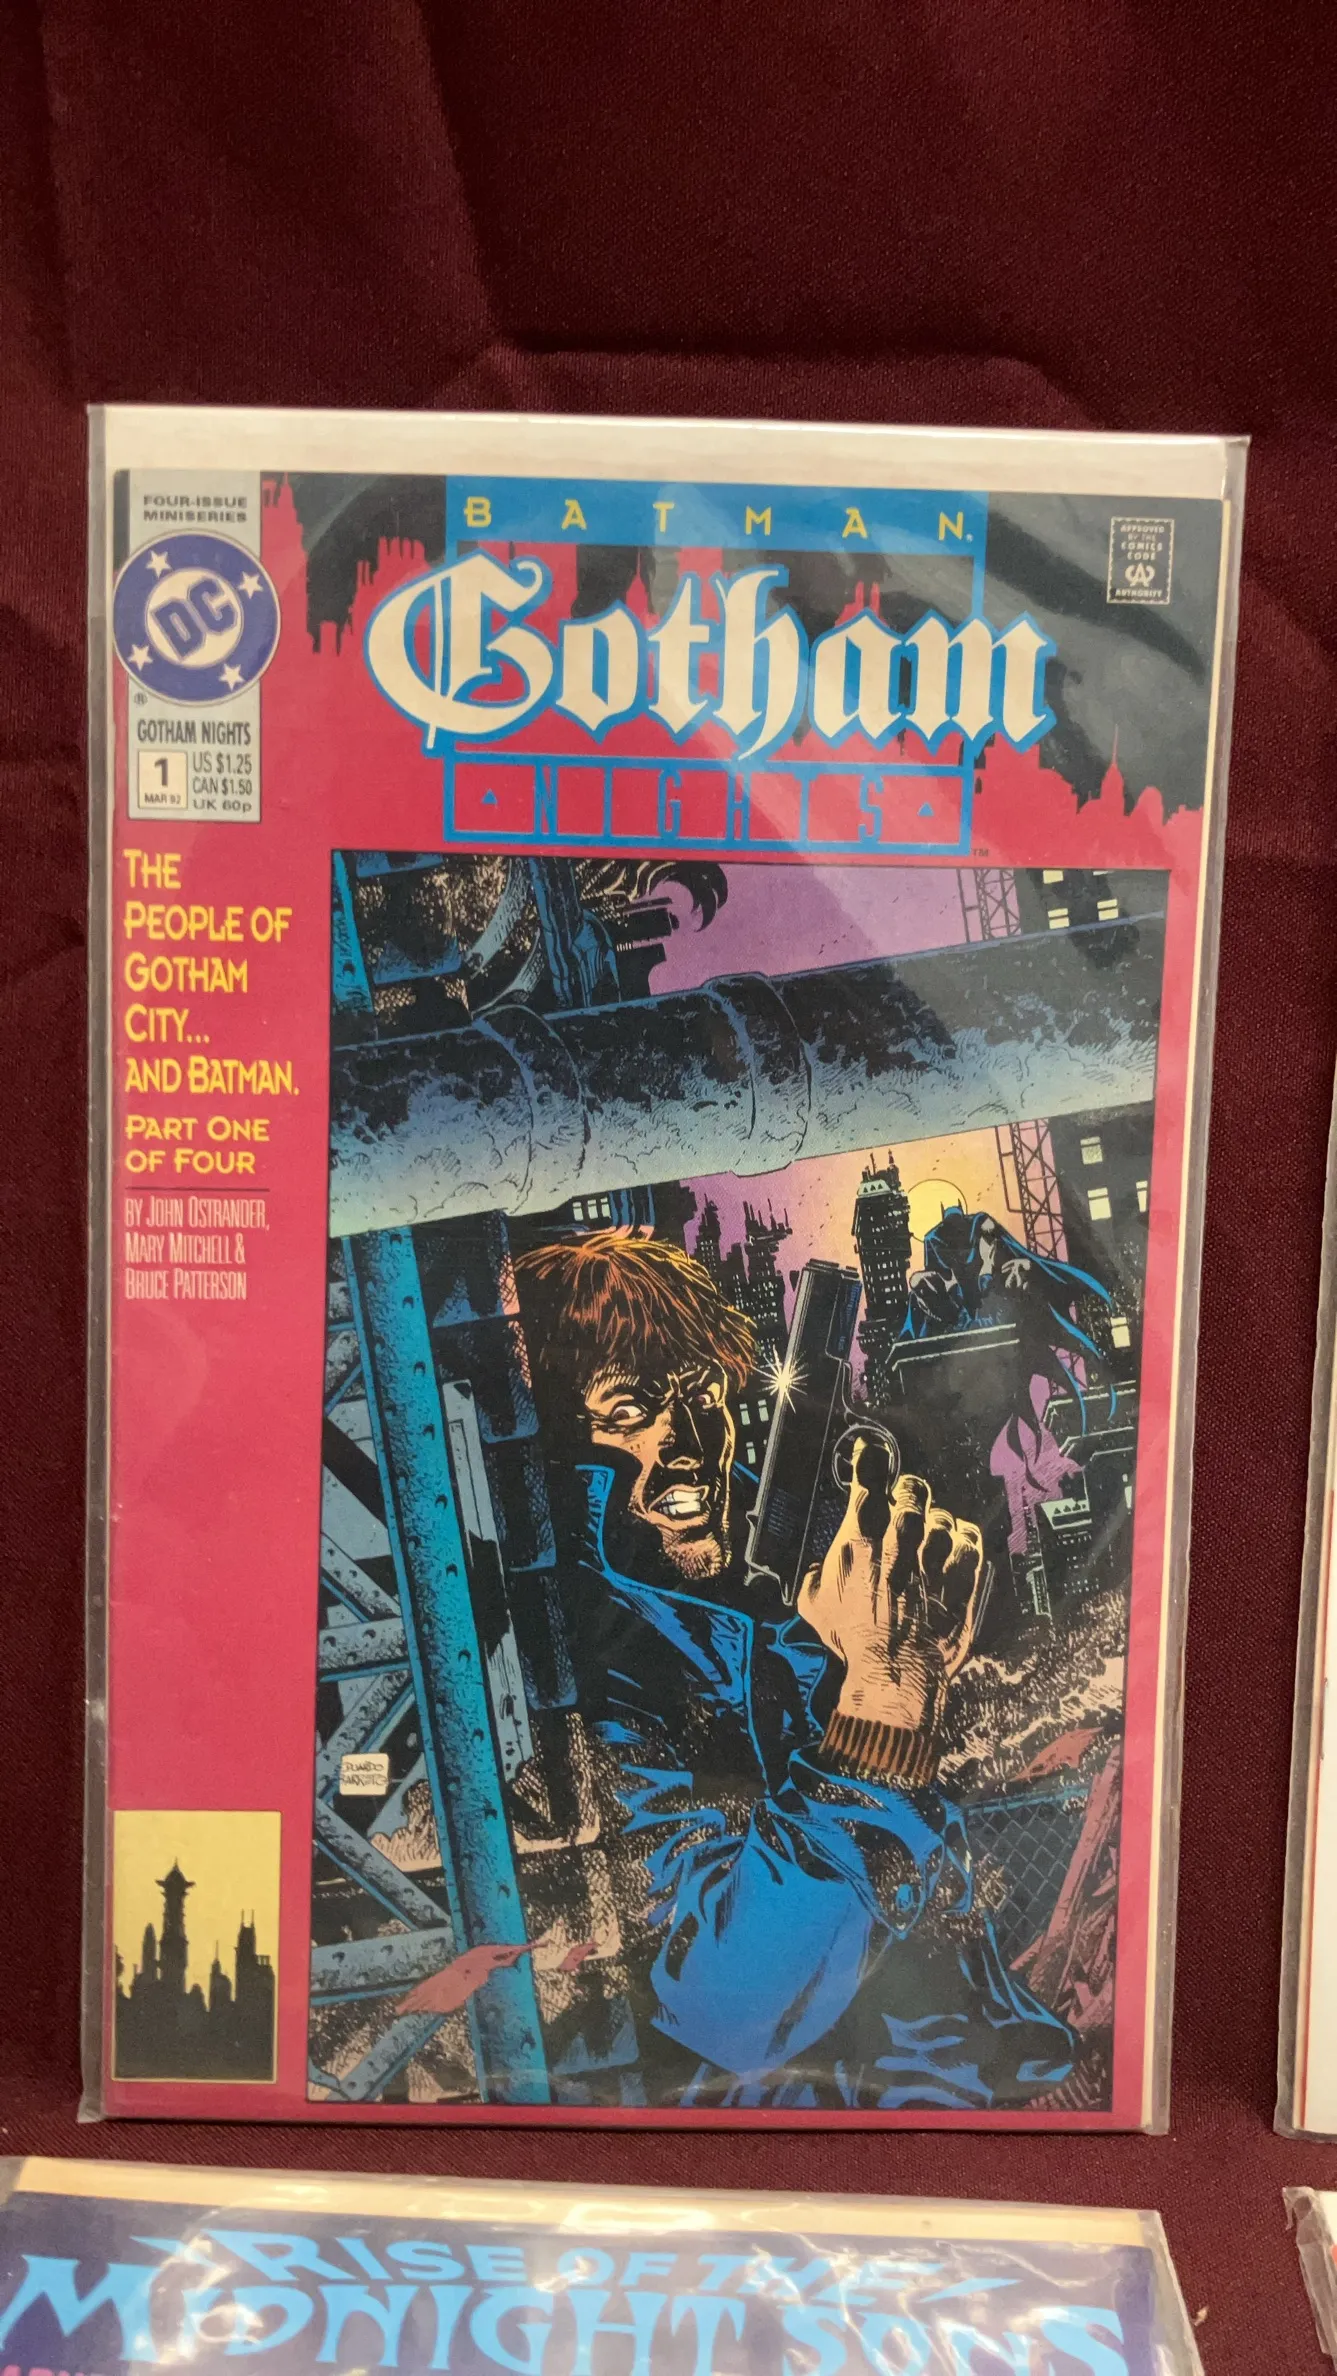 FOUR-ISSUE
MINISERIES
DC
®
GOTHAM NIGHTS
1
MAR 92
US $1.25
CAN $1.50
UK 60p
BATMAN.
Gotham
NIGHTS
TM
APPROVED
BY THE
COMICS
CODE
CA
AUTHORITY
THE
PEOPLE OF
GOTHAM
CITY...
AND BATMAN.
PART ONE
OF FOUR
BY JOHN OSTRANDER,
MARY MITCHELL &
BRUCE PATTERSON
RISE OF THE
MIDNIGHT SONS